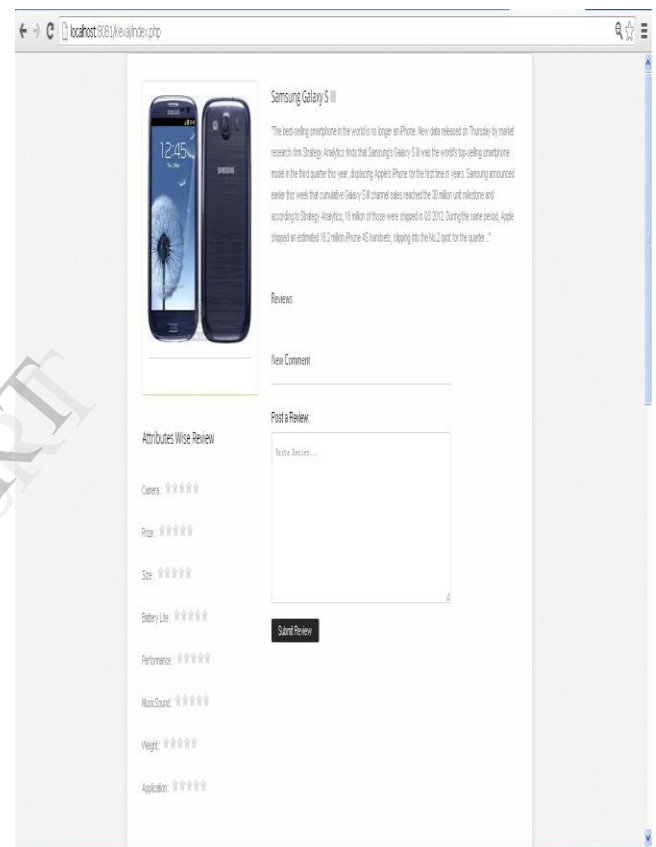 localhost:8081/Keval/index.php
Samsung Galaxy S III
"The best-selling smartphone in the world is no longer an iPhone. New data released on Thursday by market
research firm Strategy Analytics finds that Samsung's Galaxy S III was the world's top-selling smartphone
model in the third quarter this year, displacing Apple's iPhone for the first time in years. Samsung announced
earlier this week that cumulative Galaxy S III channel sales reached the 30 million unit milestone and
according to Strategy Analytics, 18 million of those were shipped in Q3 2012. During the same period, Apple
shipped an estimated 16.2 million iPhone 4S handsets, slipping into the No.2 spot for the quarter ..."
12:45
SAMSUNG
Reviews
New Comment
Post a Review:
Write Review...
Submit Review
Attributes Wise Review
Camera :
Prize :
Size :
Battery Life :
Performance :
MusicSound :
Weight :
Application :
ERT